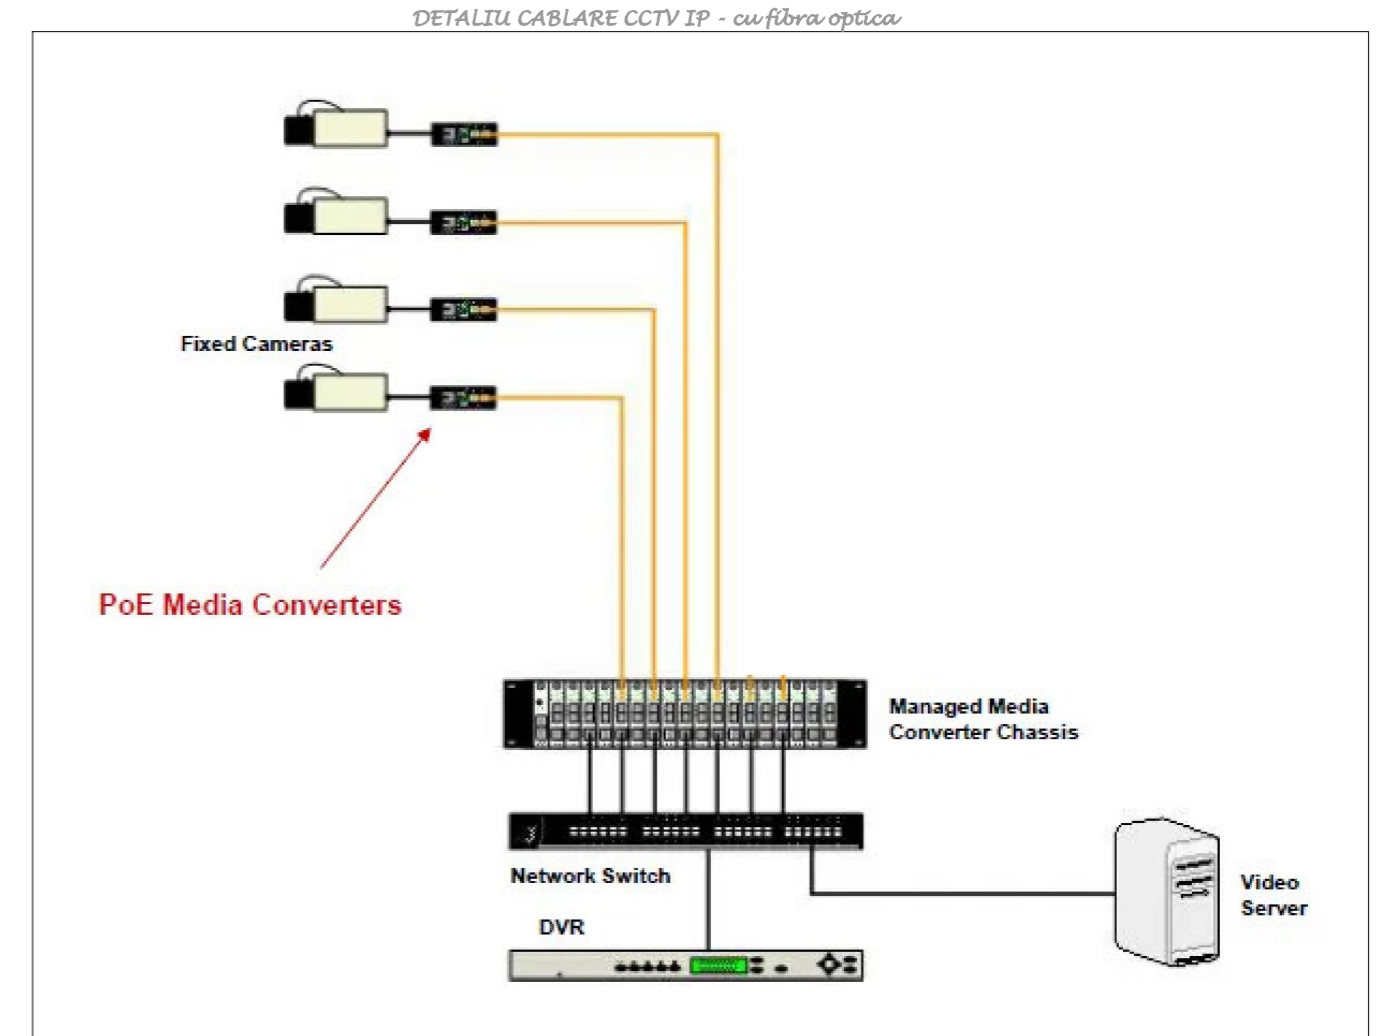 DETALIU CABLARE CCTV IP - cu fibra optica
Fixed Cameras
PoE Media Converters
Managed Media
Converter Chassis
Network Switch
DVR
Video
Server